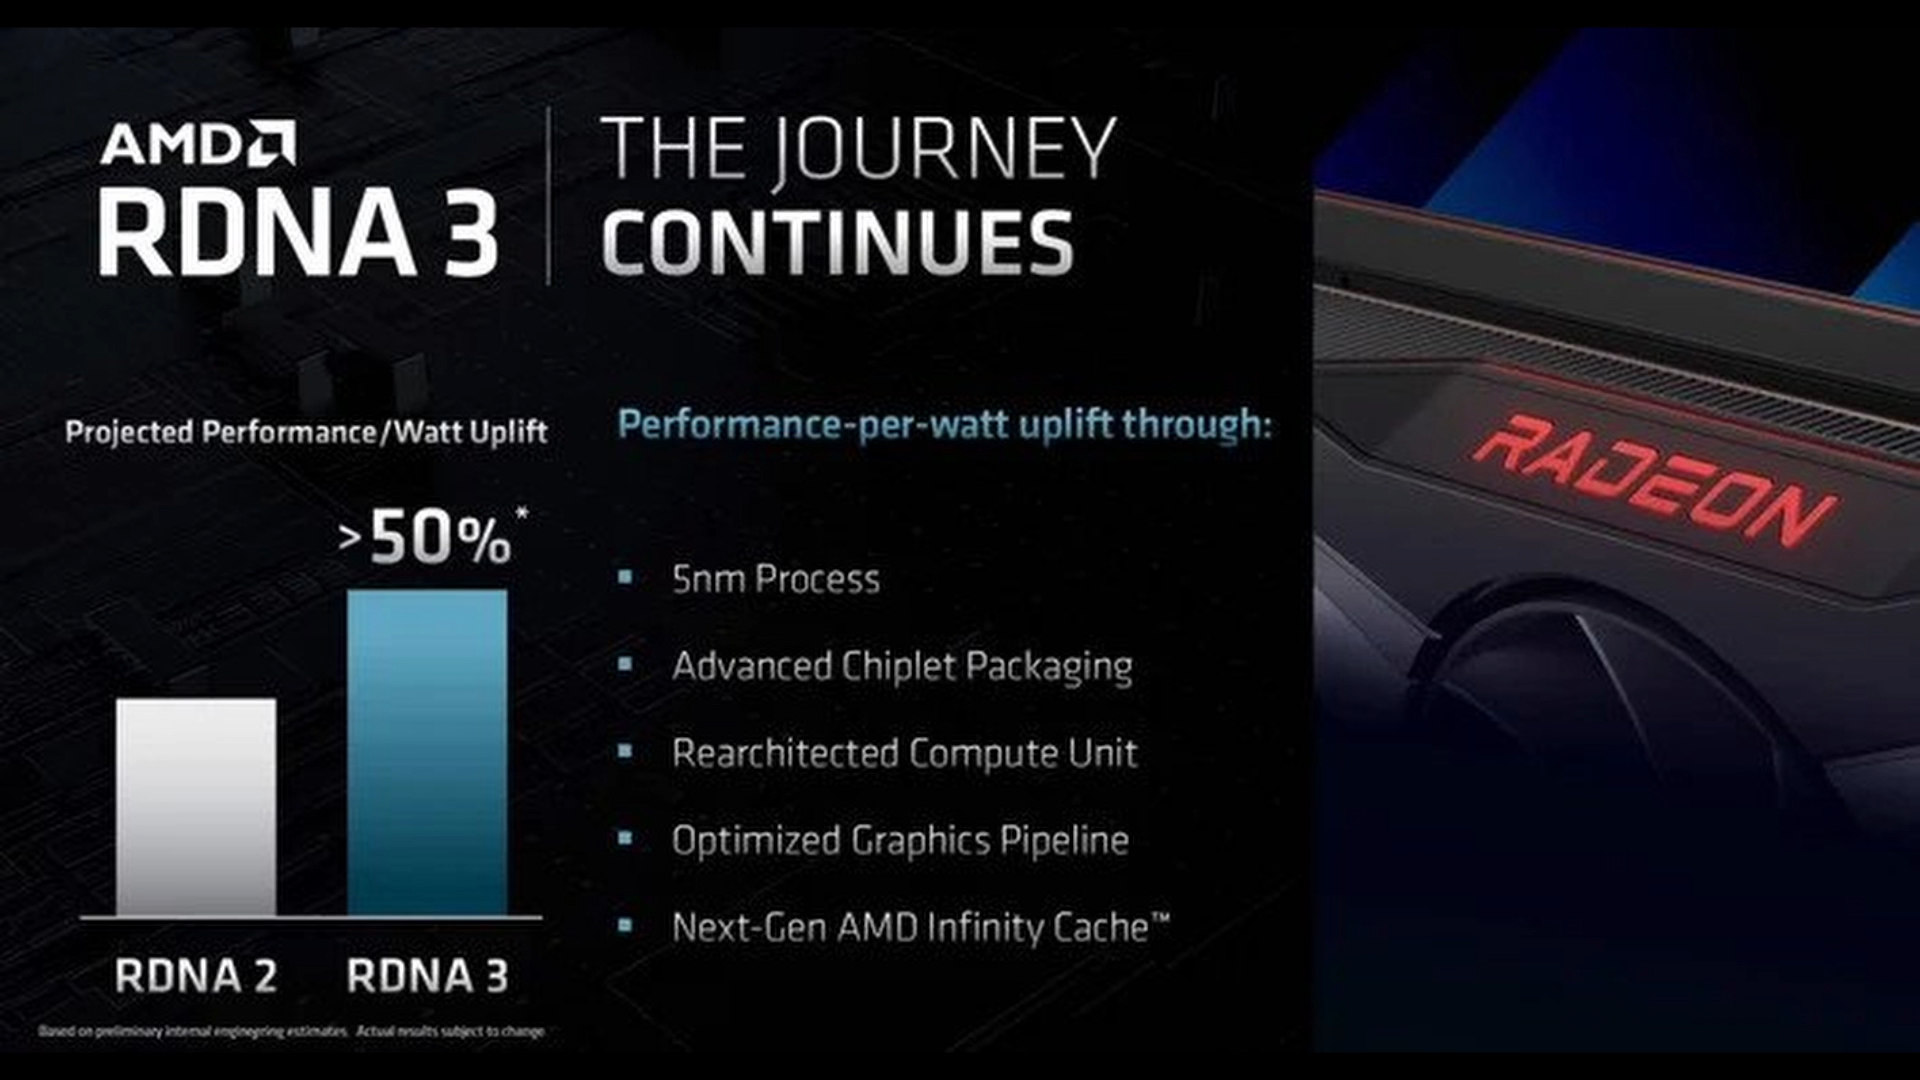 AMD
RDNA 3
THE JOURNEY
CONTINUES
Projected Performance/Watt Uplift
>50%*
RDNA 2
RDNA 3
Based on preliminary internal engineering estimates. Actual results subject to change
Performance-per-watt uplift through:
▪ 5nm Process
▪ Advanced Chiplet Packaging
▪ Rearchitected Compute Unit
▪ Optimized Graphics Pipeline
▪ Next-Gen AMD Infinity Cache™
RADEON